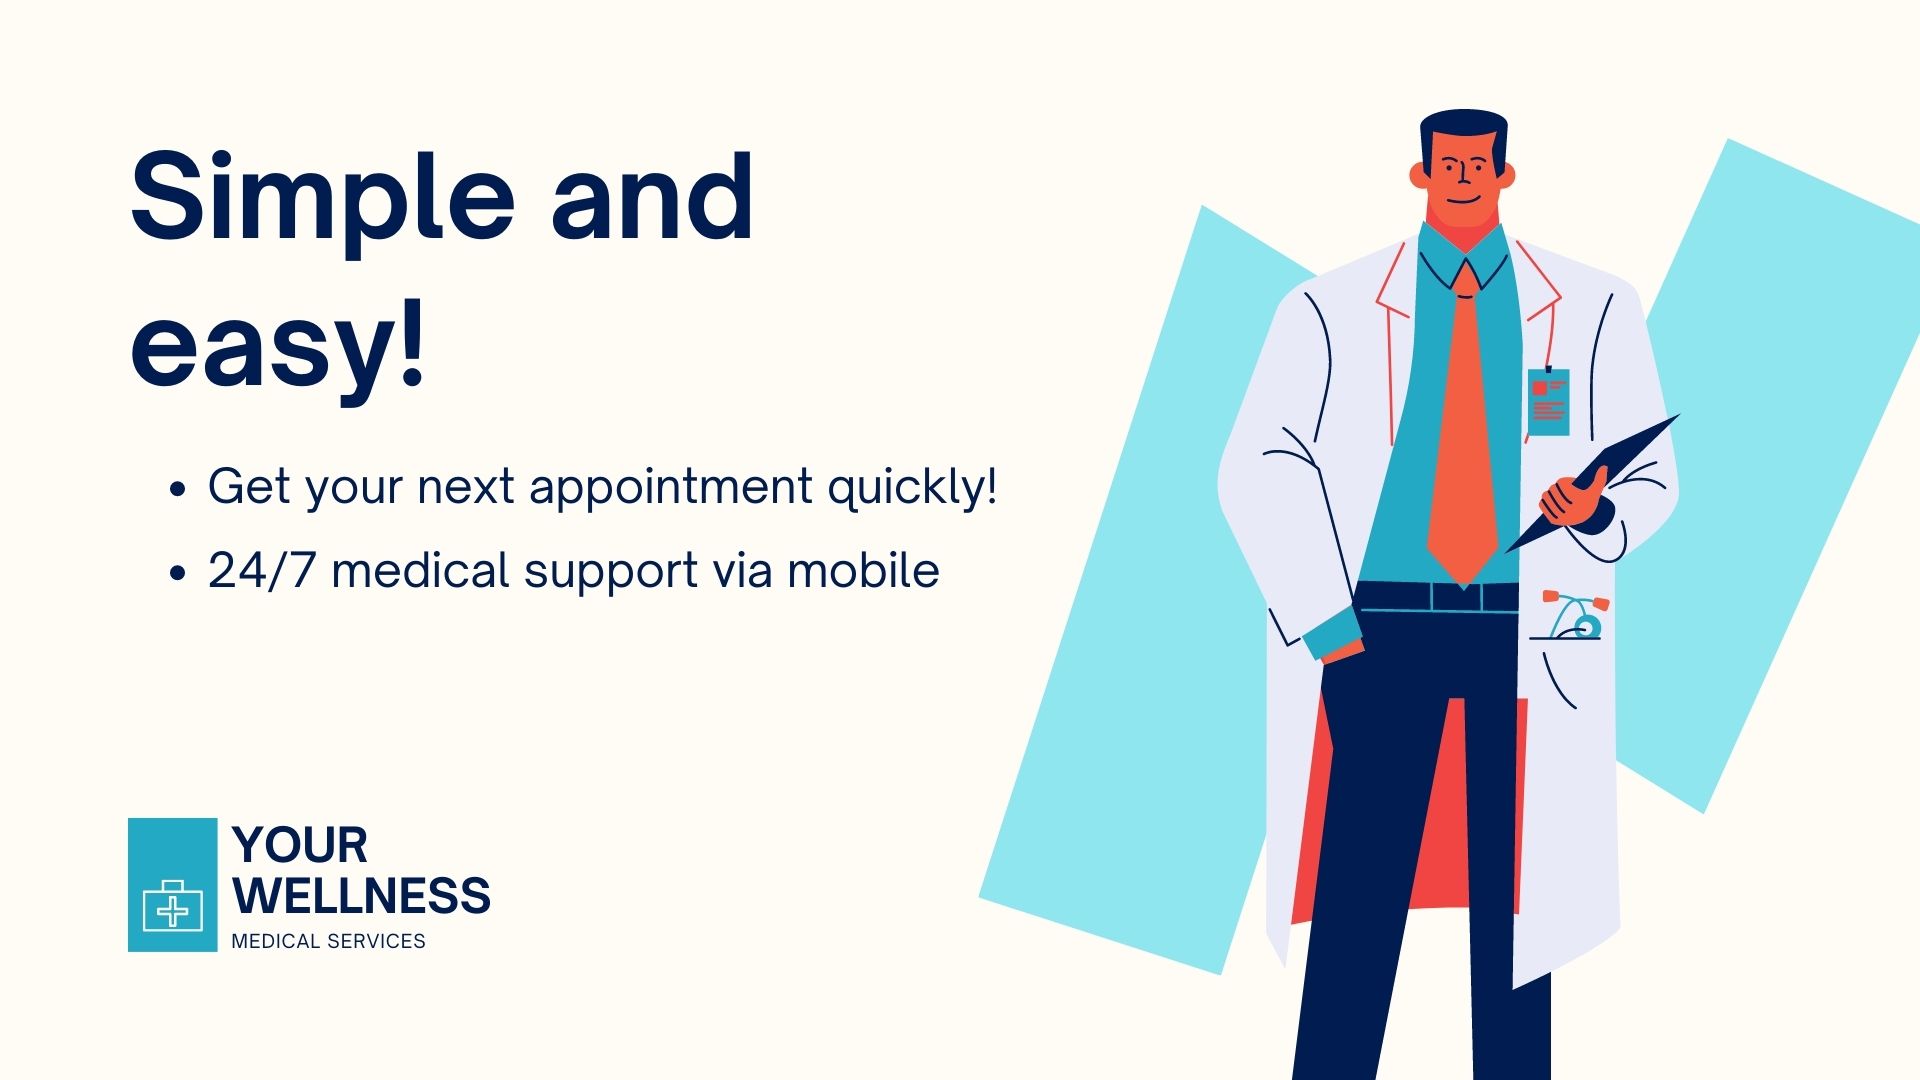 Simple and
easy!
• Get your next appointment quickly!
• 24/7 medical support via mobile
YOUR
WELLNESS
MEDICAL SERVICES